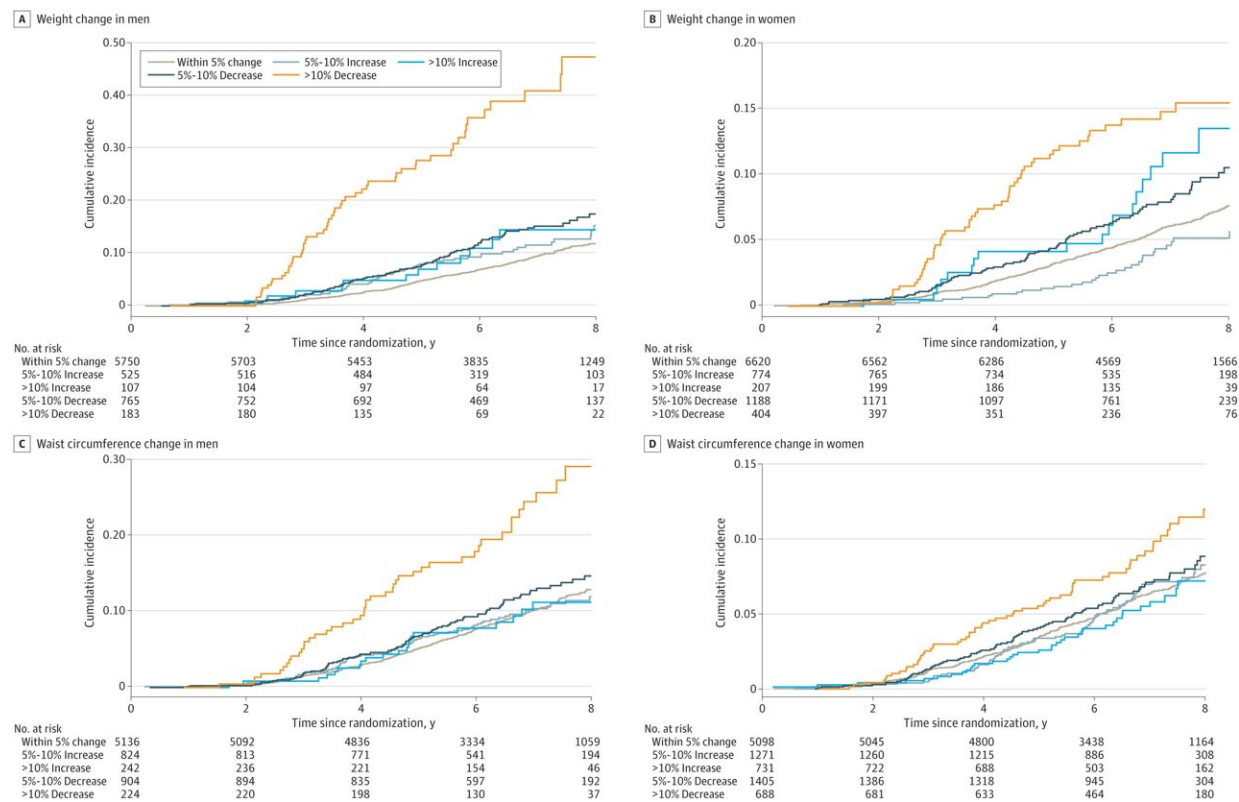 A Weight change in men
0.50
0.40
0.30
0.20
0.10
0
Cumulative incidence
Within 5% change 5%-10% Increase >10% Increase
5%-10% Decrease >10% Decrease
0 2 4 6 8
Time since randomization, y
No. at risk
Within 5% change 5750 5703 5453 3835 1249
5%-10% Increase 525 516 484 319 103
>10% Increase 107 104 97 64 17
5%-10% Decrease 765 752 692 469 137
>10% Decrease 183 180 135 69 22
B Weight change in women
0.20
0.15
0.10
0.05
0
Cumulative incidence
0 2 4 6 8
Time since randomization, y
No. at risk
Within 5% change 6620 6562 6286 4569 1566
5%-10% Increase 774 765 734 535 198
>10% Increase 207 199 186 135 39
5%-10% Decrease 1188 1171 1097 761 239
>10% Decrease 404 397 351 236 76
C Waist circumference change in men
0.30
0.20
0.10
0
Cumulative incidence
0 2 4 6 8
Time since randomization, y
No. at risk
Within 5% change 5136 5092 4836 3334 1059
5%-10% Increase 824 813 771 541 194
>10% Increase 242 236 221 154 46
5%-10% Decrease 904 894 835 597 192
>10% Decrease 224 220 198 130 37
D Waist circumference change in women
0.15
0.10
0.05
0
Cumulative incidence
0 2 4 6 8
Time since randomization, y
No. at risk
Within 5% change 5098 5045 4800 3438 1164
5%-10% Increase 1271 1260 1215 886 308
>10% Increase 731 722 688 503 162
5%-10% Decrease 1405 1386 1318 945 304
>10% Decrease 688 681 633 464 180